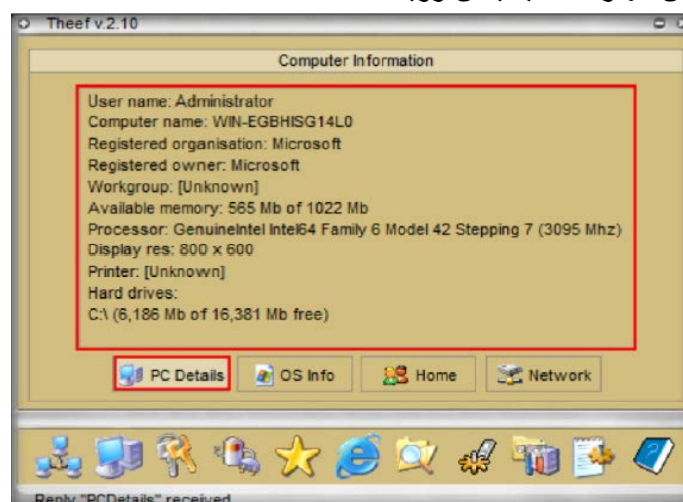 Theef v.2.10
Computer Information
User name: Administrator
Computer name: WIN-EGBHISG14L0
Registered organisation: Microsoft
Registered owner: Microsoft
Workgroup: [Unknown]
Available memory: 565 Mb of 1022 Mb
Processor: GenuineIntel Intel64 Family 6 Model 42 Stepping 7 (3095 Mhz)
Display res: 800 x 600
Printer: [Unknown]
Hard drives:
C:\ (6,186 Mb of 16,381 Mb free)
PC Details OS Info Home Network
Reply "PCDetails" received